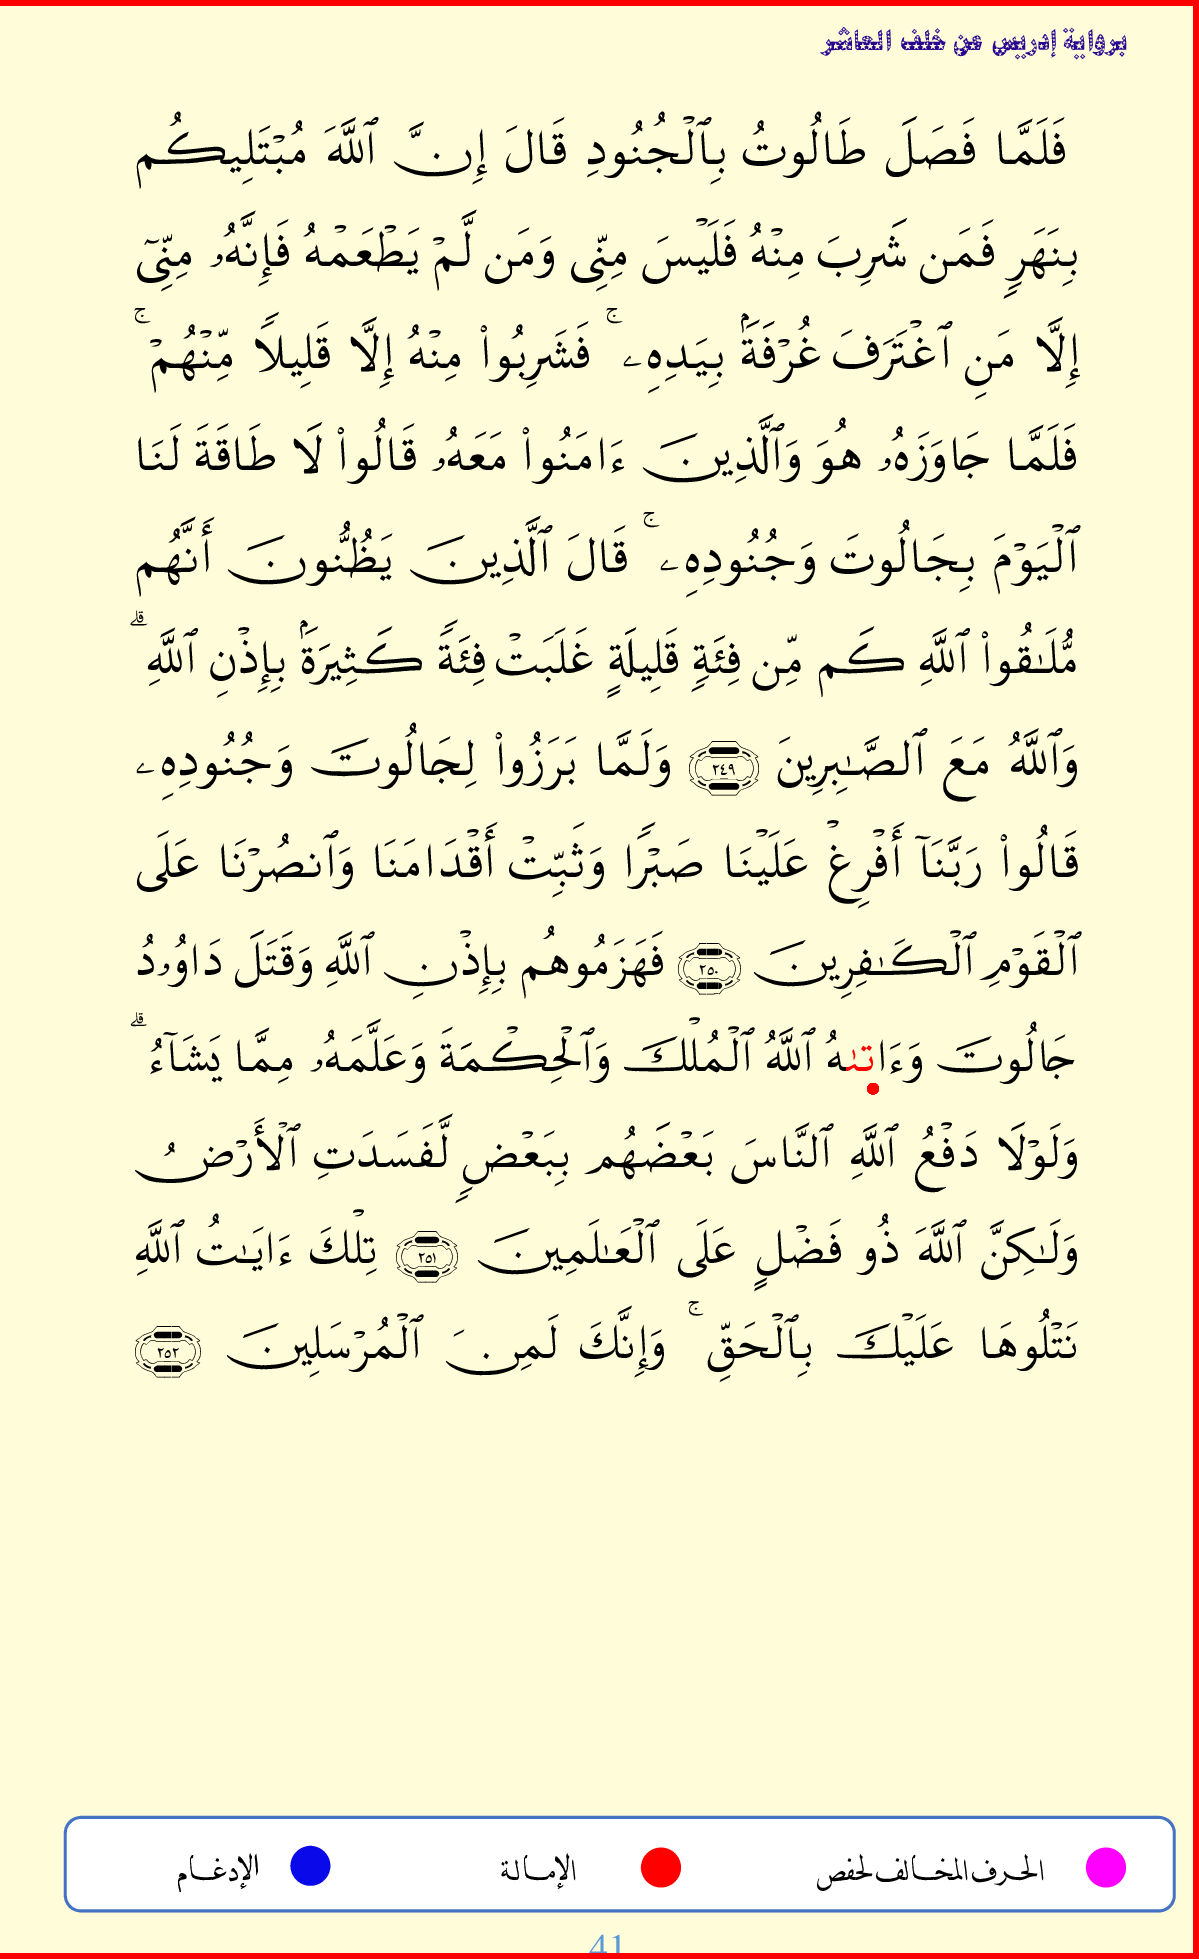 برواية إدريس عن خلف العاشر
فَلَمَّا فَصَلَ طَالُوتُ بِٱلۡجُنُودِ قَالَ إِنَّ ٱللَّهَ مُبۡتَلِيكُم
بِنَهَرٖ فَمَن شَرِبَ مِنۡهُ فَلَيۡسَ مِنِّي وَمَن لَّمۡ يَطۡعَمۡهُ فَإِنَّهُۥ مِنِّيٓ
إِلَّا مَنِ ٱغۡتَرَفَ غُرۡفَةَۢ بِيَدِهِۦۚ فَشَرِبُواْ مِنۡهُ إِلَّا قَلِيلٗا مِّنۡهُمۡۚ
فَلَمَّا جَاوَزَهُۥ هُوَ وَٱلَّذِينَ ءَامَنُواْ مَعَهُۥ قَالُواْ لَا طَاقَةَ لَنَا
ٱلۡيَوۡمَ بِجَالُوتَ وَجُنُودِهِۦۚ قَالَ ٱلَّذِينَ يَظُنُّونَ أَنَّهُم
مُّلَٰقُواْ ٱللَّهِ كَم مِّن فِئَةٖ قَلِيلَةٍ غَلَبَتۡ فِئَةٗ كَثِيرَةَۢ بِإِذۡنِ ٱللَّهِۗ
وَٱللَّهُ مَعَ ٱلصَّٰبِرِينَ ٢٤٩ وَلَمَّا بَرَزُواْ لِجَالُوتَ وَجُنُودِهِۦ
قَالُواْ رَبَّنَآ أَفۡرِغۡ عَلَيۡنَا صَبۡرٗا وَثَبِّتۡ أَقۡدَامَنَا وَٱنصُرۡنَا عَلَى
ٱلۡقَوۡمِ ٱلۡكَٰفِرِينَ ٢٥٠ فَهَزَمُوهُم بِإِذۡنِ ٱللَّهِ وَقَتَلَ دَاوُۥدُ
جَالُوتَ وَءَاتَىٰهُ ٱللَّهُ ٱلۡمُلۡكَ وَٱلۡحِكۡمَةَ وَعَلَّمَهُۥ مِمَّا يَشَآءُۗ
وَلَوۡلَا دَفۡعُ ٱللَّهِ ٱلنَّاسَ بَعۡضَهُم بِبَعۡضٖ لَّفَسَدَتِ ٱلۡأَرۡضُ
وَلَٰكِنَّ ٱللَّهَ ذُو فَضۡلٍ عَلَى ٱلۡعَٰلَمِينَ ٢٥١ تِلۡكَ ءَايَٰتُ ٱللَّهِ
نَتۡلُوهَا عَلَيۡكَ بِٱلۡحَقِّۚ وَإِنَّكَ لَمِنَ ٱلۡمُرۡسَلِينَ ٢٥٢
الحرف المخالف لحفص الإمالة الإدغام
41